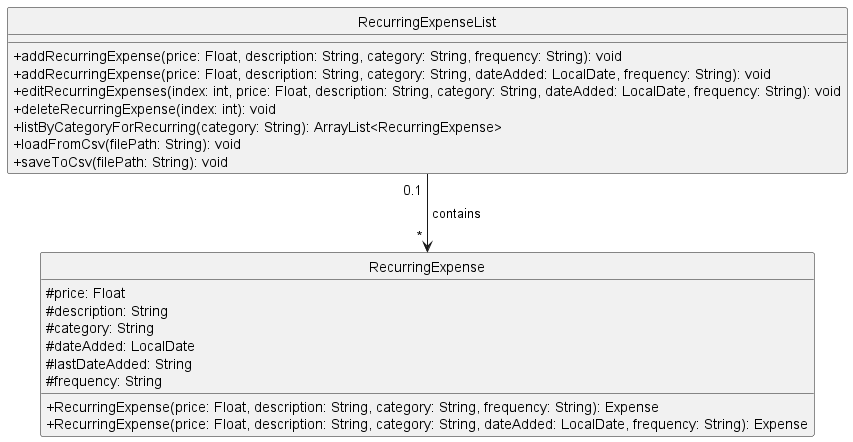 RecurringExpenseList
+addRecurringExpense(price: Float, description: String, category: String, frequency: String): void
+addRecurringExpense(price: Float, description: String, category: String, dateAdded: LocalDate, frequency: String): void
+editRecurringExpenses(index: int, price: Float, description: String, category: String, dateAdded: LocalDate, frequency: String): void
+deleteRecurringExpense(index: int): void
+listByCategoryForRecurring(category: String): ArrayList<RecurringExpense>
+loadFromCsv(filePath: String): void
+saveToCsv(filePath: String): void
0.1
contains
*
RecurringExpense
#price: Float
#description: String
#category: String
#dateAdded: LocalDate
#lastDateAdded: String
#frequency: String
+RecurringExpense(price: Float, description: String, category: String, frequency: String): Expense
+RecurringExpense(price: Float, description: String, category: String, dateAdded: LocalDate, frequency: String): Expense